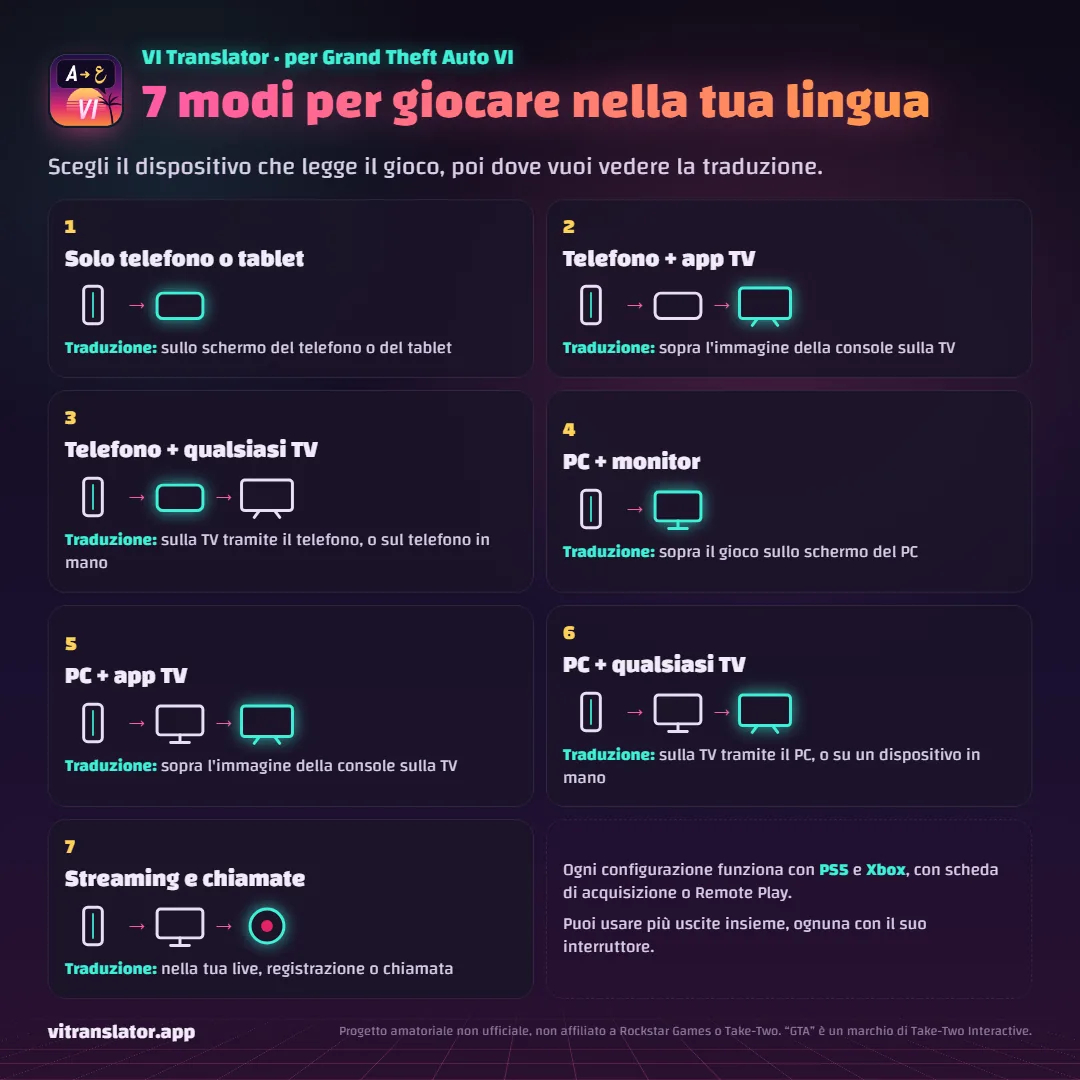 A→ع
VI
VI Translator · per Grand Theft Auto VI
7 modi per giocare nella tua lingua
Scegli il dispositivo che legge il gioco, poi dove vuoi vedere la traduzione.
1
Solo telefono o tablet
→
Traduzione: sullo schermo del telefono o del tablet
2
Telefono + app TV
→ →
Traduzione: sopra l'immagine della console sulla TV
3
Telefono + qualsiasi TV
→ →
Traduzione: sulla TV tramite il telefono, o sul telefono in
mano
4
PC + monitor
→
Traduzione: sopra il gioco sullo schermo del PC
5
PC + app TV
→ →
Traduzione: sopra l'immagine della console sulla TV
6
PC + qualsiasi TV
→ →
Traduzione: sulla TV tramite il PC, o su un dispositivo in
mano
7
Streaming e chiamate
→ →
Traduzione: nella tua live, registrazione o chiamata
Ogni configurazione funziona con PS5 e Xbox, con scheda
di acquisizione o Remote Play.
Puoi usare più uscite insieme, ognuna con il suo
interruttore.
vitranslator.app
Progetto amatoriale non ufficiale, non affiliato a Rockstar Games o Take-Two. “GTA” è un marchio di Take-Two Interactive.